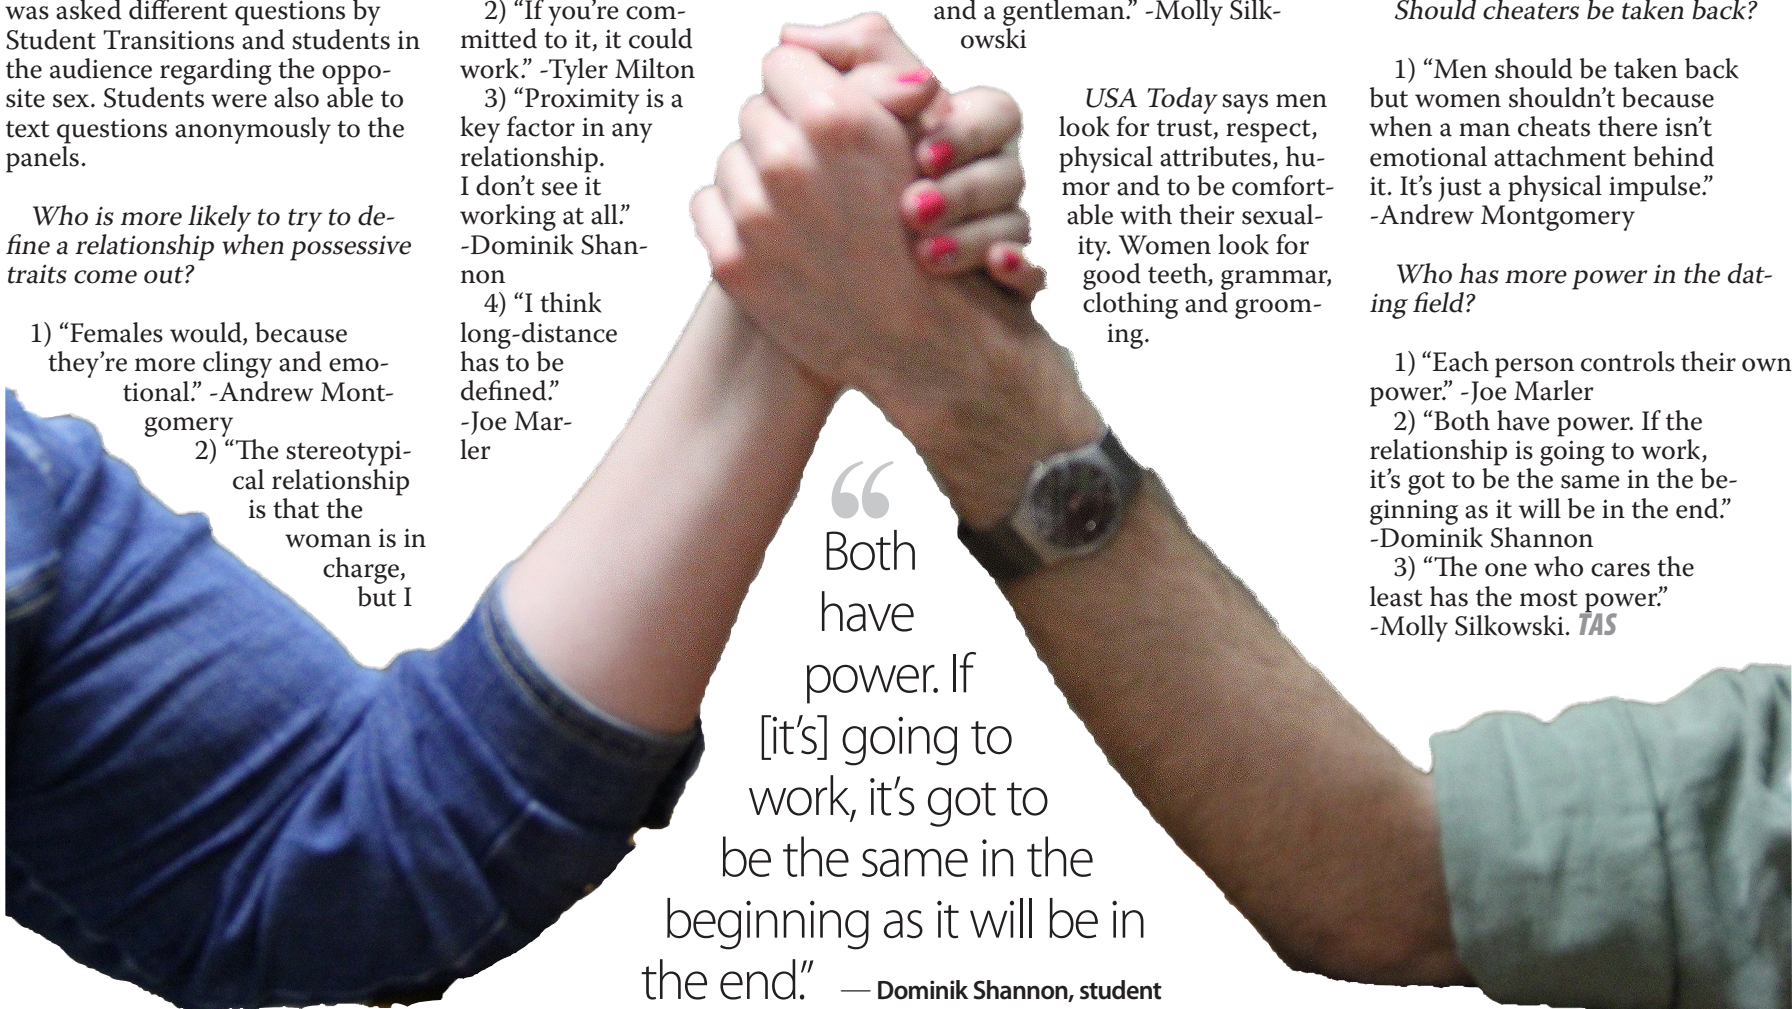 was asked different questions by
Student Transitions and students in
the audience regarding the oppo-
site sex. Students were also able to
text questions anonymously to the
panels.
Who is more likely to try to de-
fine a relationship when possessive
traits come out?
1) “Females would, because
they’re more clingy and emo-
tional.” -Andrew Mont-
gomery
2) “The stereotypi-
cal relationship
is that the
woman is in
charge,
but I
2) “If you’re com-
mitted to it, it could
work.” -Tyler Milton
3) “Proximity is a
key factor in any
relationship.
I don’t see it
working at all.”
-Dominik Shan-
non
4) “I think
long-distance
has to be
defined.”
-Joe Mar-
ler
“
Both
have
power. If
[it’s] going to
work, it’s got to
be the same in the
beginning as it will be in
the end.” — Dominik Shannon, student
and a gentleman.” -Molly Silk-
owski
USA Today says men
look for trust, respect,
physical attributes, hu-
mor and to be comfort-
able with their sexual-
ity. Women look for
good teeth, grammar,
clothing and groom-
ing.
Should cheaters be taken back?
1) “Men should be taken back
but women shouldn’t because
when a man cheats there isn’t
emotional attachment behind
it. It’s just a physical impulse.”
-Andrew Montgomery
Who has more power in the dat-
ing field?
1) “Each person controls their own
power.” -Joe Marler
2) “Both have power. If the
relationship is going to work,
it’s got to be the same in the be-
ginning as it will be in the end.”
-Dominik Shannon
3) “The one who cares the
least has the most power.”
-Molly Silkowski. TAS